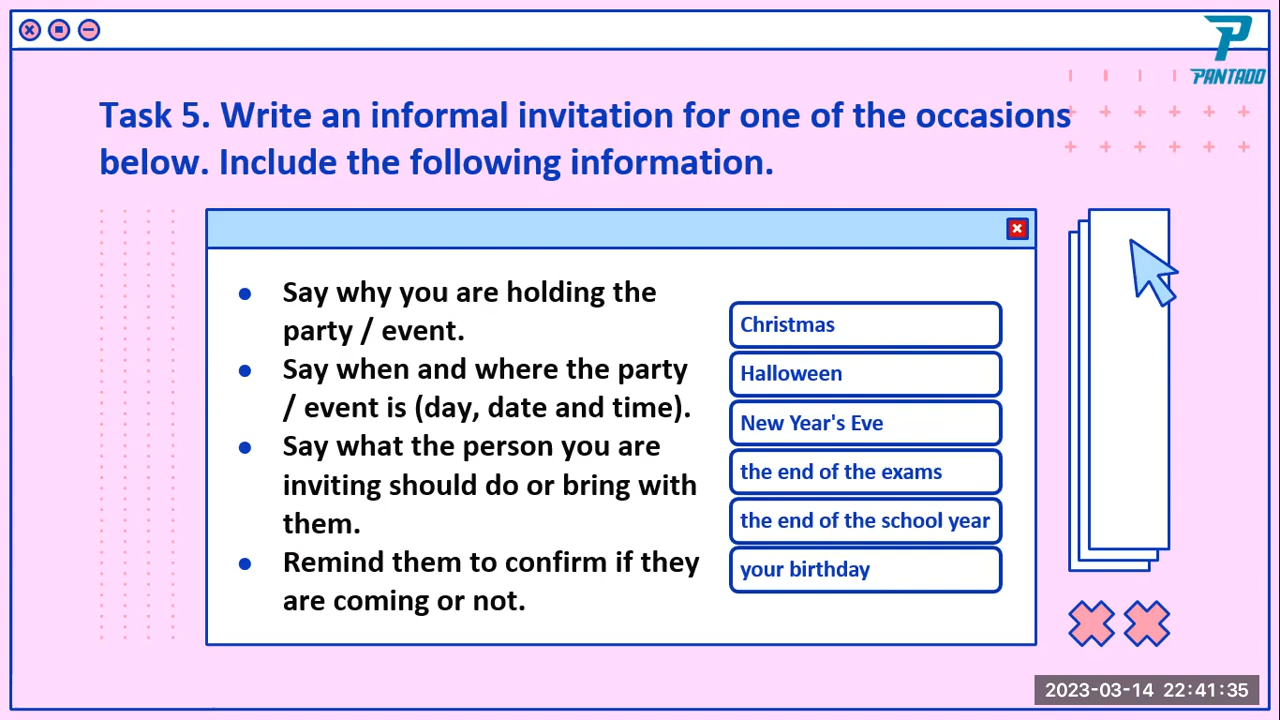 PANTADO
Task 5. Write an informal invitation for one of the occasions
below. Include the following information.
● Say why you are holding the
party / event.
● Say when and where the party
/ event is (day, date and time).
● Say what the person you are
inviting should do or bring with
them.
● Remind them to confirm if they
are coming or not.
Christmas
Halloween
New Year's Eve
the end of the exams
the end of the school year
your birthday
2023-03-14 22:41:35